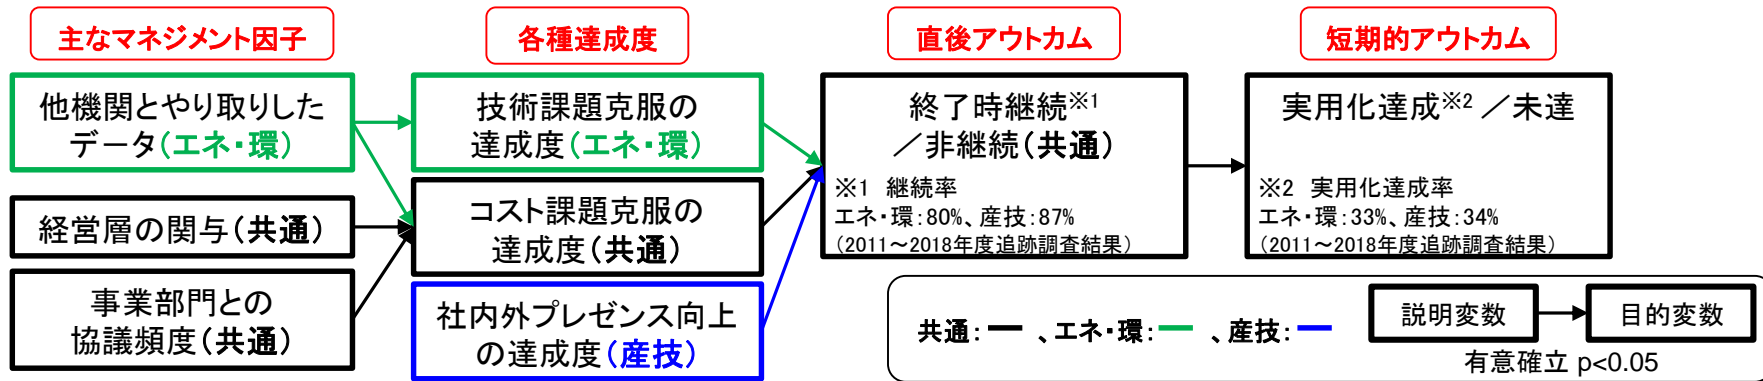 主なマネジメント因子
各種達成度
直後アウトカム
短期的アウトカム
他機関とやり取りした
データ(エネ・環)
経営層の関与(共通)
事業部門との
協議頻度(共通)
技術課題克服の
達成度(エネ・環)
コスト課題克服の
達成度(共通)
社内外プレゼンス向上
の達成度(産技)
終了時継続※1
／非継続(共通)
※1 継続率
エネ・環:80%、産技:87%
(2011～2018年度追跡調査結果)
実用化達成※2 ／未達
※2 実用化達成率
エネ・環:33%、産技:34%
(2011～2018年度追跡調査結果)
共通: 、エネ・環: 、産技:
説明変数
目的変数
有意確立 p<0.05